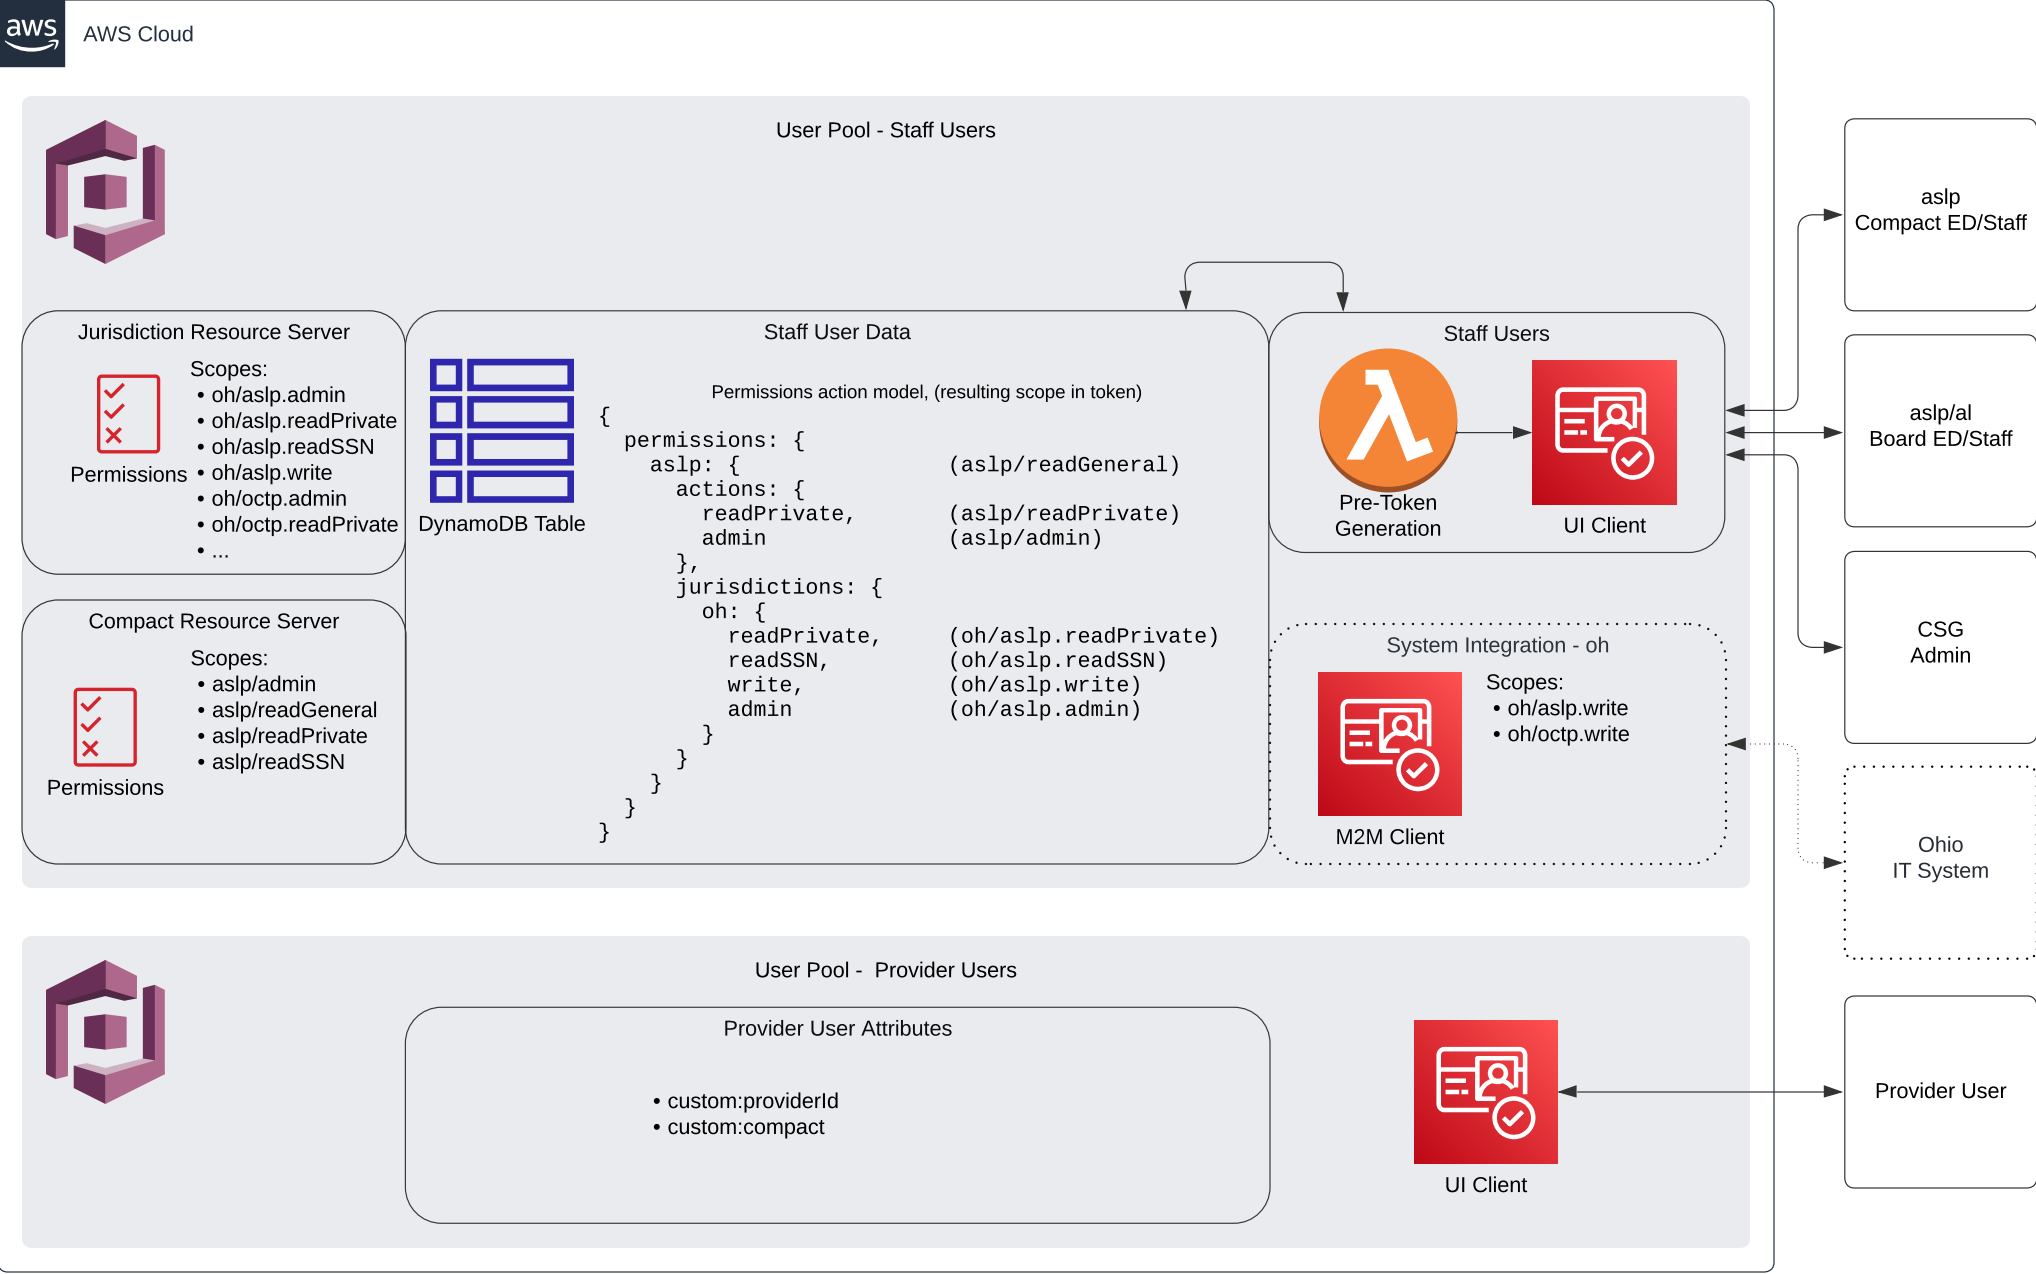 aws
AWS Cloud
User Pool - Staff Users
Jurisdiction Resource Server
Permissions
Scopes:
• oh/aslp.admin
• oh/aslp.readPrivate
• oh/aslp.readSSN
• oh/aslp.write
• oh/octp.admin
• oh/octp.readPrivate
• ...
Compact Resource Server
Permissions
Scopes:
• aslp/admin
• aslp/readGeneral
• aslp/readPrivate
• aslp/readSSN
Staff User Data
DynamoDB Table
Permissions action model, (resulting scope in token)
{
  permissions: {
    aslp: {                (aslp/readGeneral)
      actions: {
        readPrivate,       (aslp/readPrivate)
        admin              (aslp/admin)
      },
      jurisdictions: {
        oh: {
          readPrivate,     (oh/aslp.readPrivate)
          readSSN,         (oh/aslp.readSSN)
          write,           (oh/aslp.write)
          admin            (oh/aslp.admin)
        }
      }
    }
  }
}
Staff Users
Pre-Token
Generation
UI Client
System Integration - oh
M2M Client
Scopes:
• oh/aslp.write
• oh/octp.write
aslp
Compact ED/Staff
aslp/al
Board ED/Staff
CSG
Admin
Ohio
IT System
User Pool -  Provider Users
Provider User Attributes
• custom:providerId
• custom:compact
UI Client
Provider User